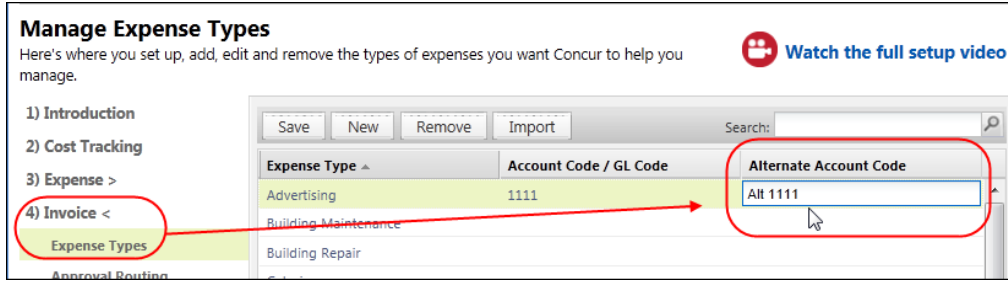 Manage Expense Types
Here's where you set up, add, edit and remove the types of expenses you want Concur to help you
manage.
Watch the full setup video
1) Introduction
2) Cost Tracking
3) Expense >
4) Invoice <
Expense Types
Approval Routing
Save New Remove Import Search:
Expense Type Account Code / GL Code Alternate Account Code
Advertising 1111 Alt 1111
Building Maintenance
Building Repair